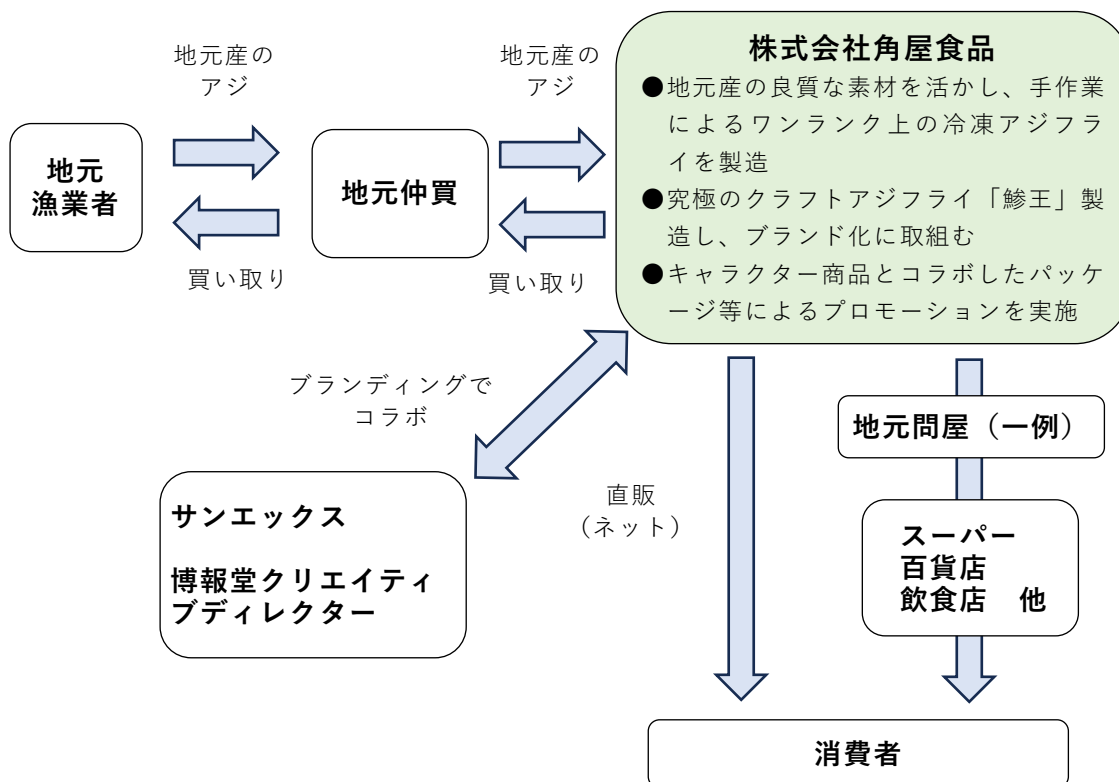 地元産の
アジ
地元産の
アジ
地元
漁業者
地元仲買
買い取り
買い取り
株式会社角屋食品
●地元産の良質な素材を活かし、手作業
によるワンランク上の冷凍アジフラ
イを製造
●究極のクラフトアジフライ「鯵王」製
造し、ブランド化に取組む
●キャラクター商品とコラボしたパッケ
ージ等によるプロモーションを実施
ブランディングで
コラボ
サンエックス
博報堂クリエイティ
ブディレクター
直販
（ネット）
地元問屋（一例）
スーパー
百貨店
飲食店　他
消費者